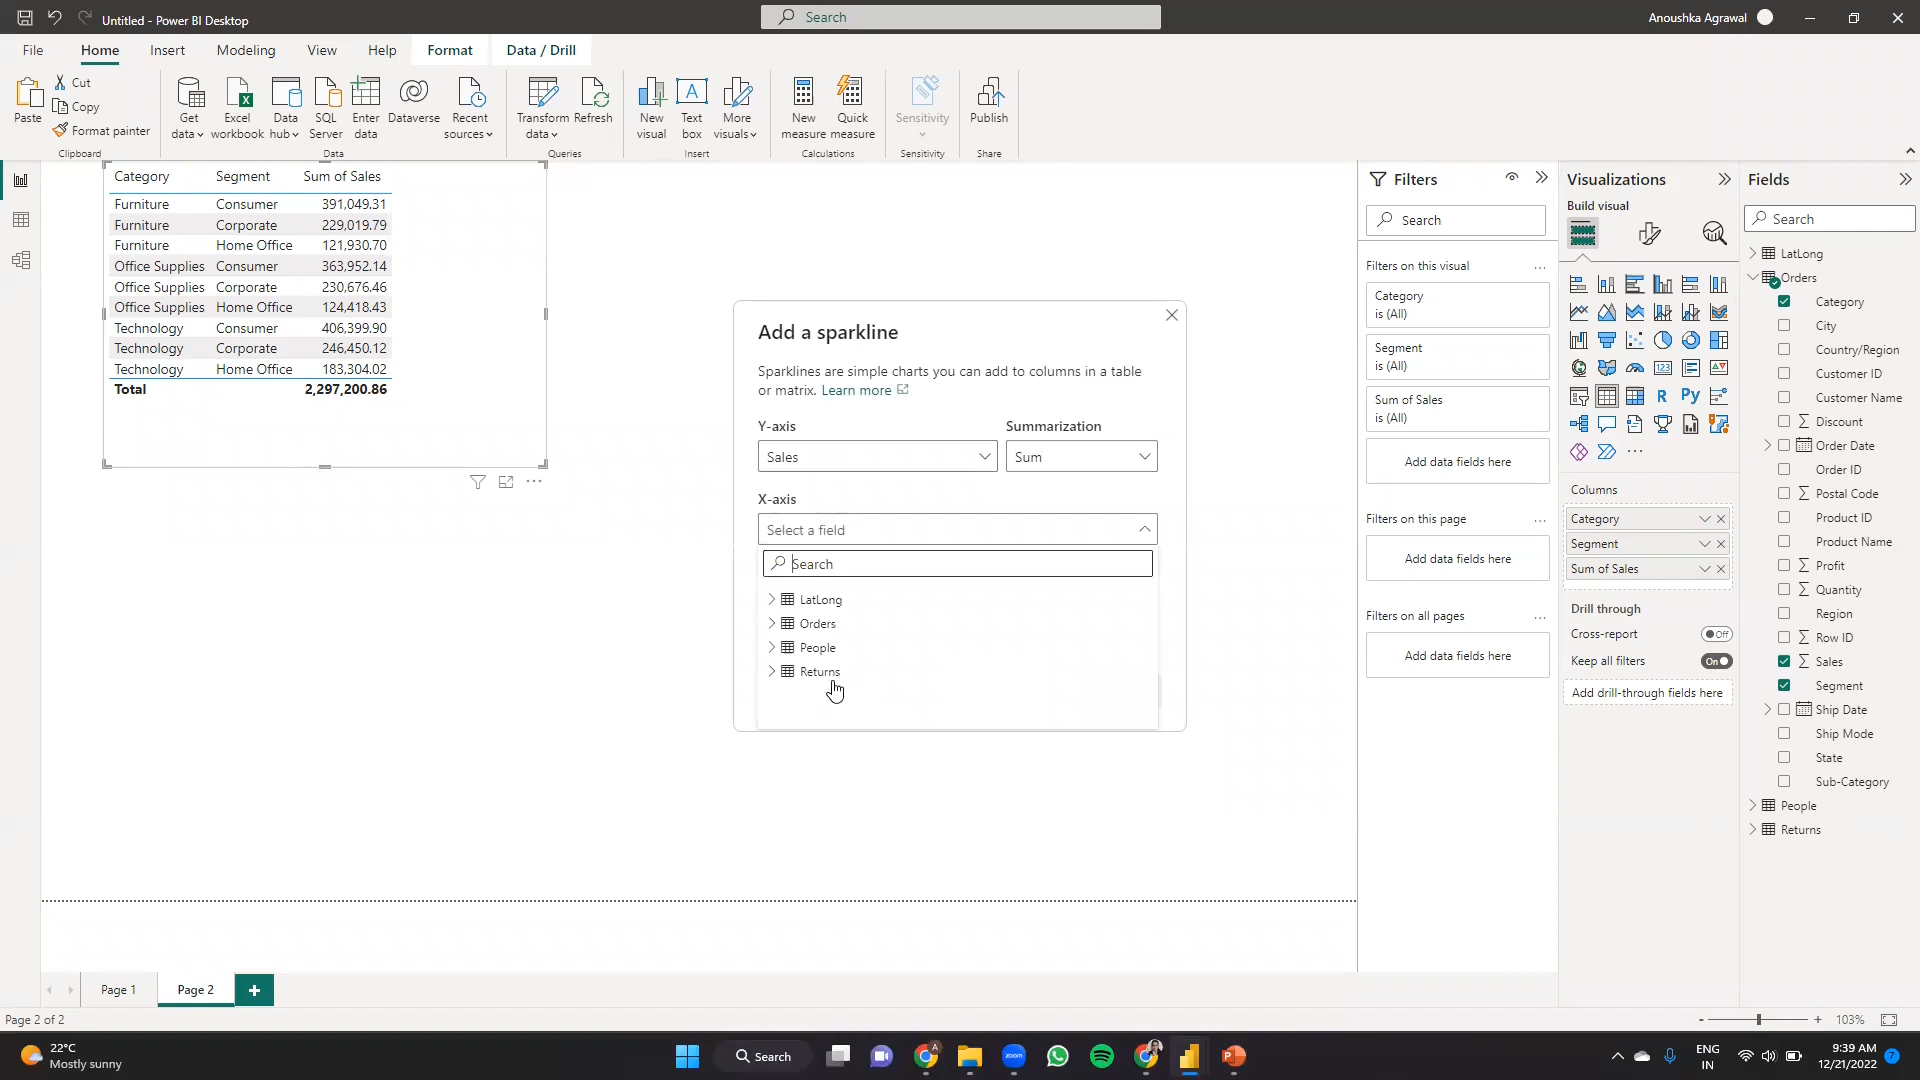 Untitled - Power BI Desktop
Search
Anoushka Agrawal
File Home Insert Modeling View Help Format Data / Drill
Paste
Cut
Copy
Format painter
Clipboard
Get data
Excel workbook
Data hub
SQL Server
Enter data
Dataverse
Recent sources
Data
Transform data
Refresh
Queries
New visual
Text box
More visuals
Insert
New measure
Quick measure
Calculations
Sensitivity
Sensitivity
Publish
Share
Category Segment Sum of Sales
Furniture Consumer 391,049.31
Furniture Corporate 229,019.79
Furniture Home Office 121,930.70
Office Supplies Consumer 363,952.14
Office Supplies Corporate 230,676.46
Office Supplies Home Office 124,418.43
Technology Consumer 406,399.90
Technology Corporate 246,450.12
Technology Home Office 183,304.02
Total 2,297,200.86
Add a sparkline
Sparklines are simple charts you can add to columns in a table
or matrix. Learn more
Y-axis Summarization
Sales Sum
X-axis
Select a field
Search
LatLong
Orders
People
Returns
Filters
Search
Filters on this visual ...
Category
is (All)
Segment
is (All)
Sum of Sales
is (All)
Add data fields here
Filters on this page ...
Add data fields here
Filters on all pages ...
Add data fields here
Visualizations
Build visual
123
R Py
...
Columns
Category
Segment
Sum of Sales
Drill through
Cross-report Off
Keep all filters On
Add drill-through fields here
Fields
Search
LatLong
Orders
Category
City
Country/Region
Customer ID
Customer Name
Σ Discount
Order Date
Order ID
Σ Postal Code
Product ID
Product Name
Σ Profit
Σ Quantity
Region
Σ Row ID
Σ Sales
Segment
Ship Date
Ship Mode
State
Sub-Category
People
Returns
Page 1 Page 2 +
Page 2 of 2
- + 103%
22°C
Mostly sunny
Search
zoom
ENG
IN
9:39 AM
12/21/2022
7